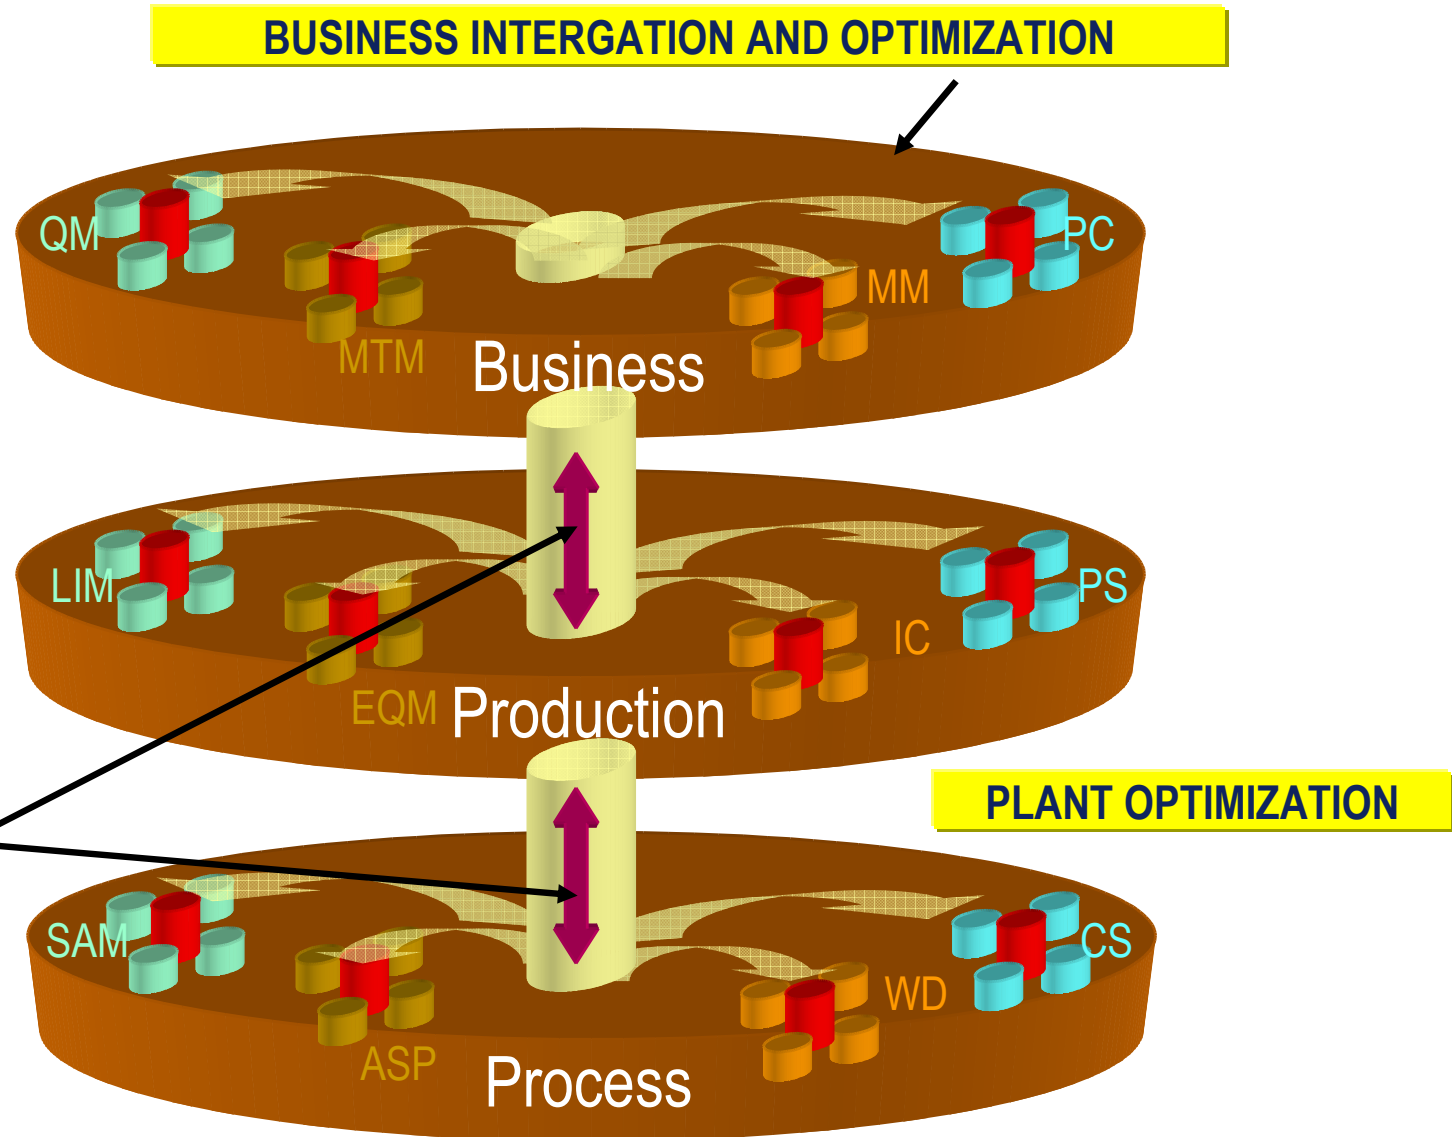 BUSINESS INTERGATION AND OPTIMIZATION
QM
PC
MM
MTM
Business
LIM
PS
IC
EQM
Production
PLANT OPTIMIZATION
SAM
CS
WD
ASP
Process